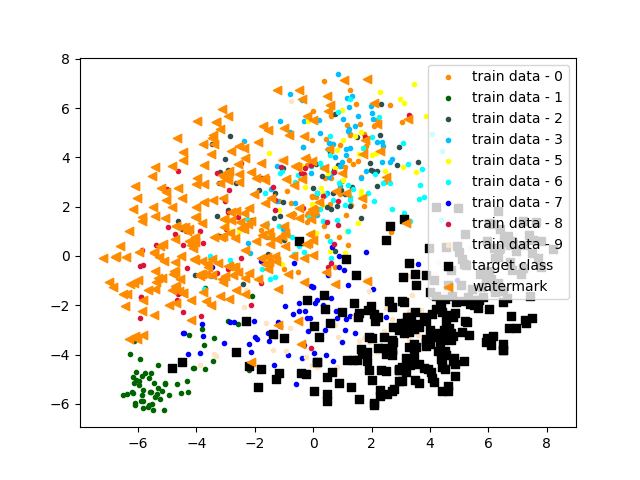 8
6
4
2
0
−2
−4
−6
−6 −4 −2 0 2 4 6 8
train data - 0
train data - 1
train data - 2
train data - 3
train data - 5
train data - 6
train data - 7
train data - 8
train data - 9
target class
watermark